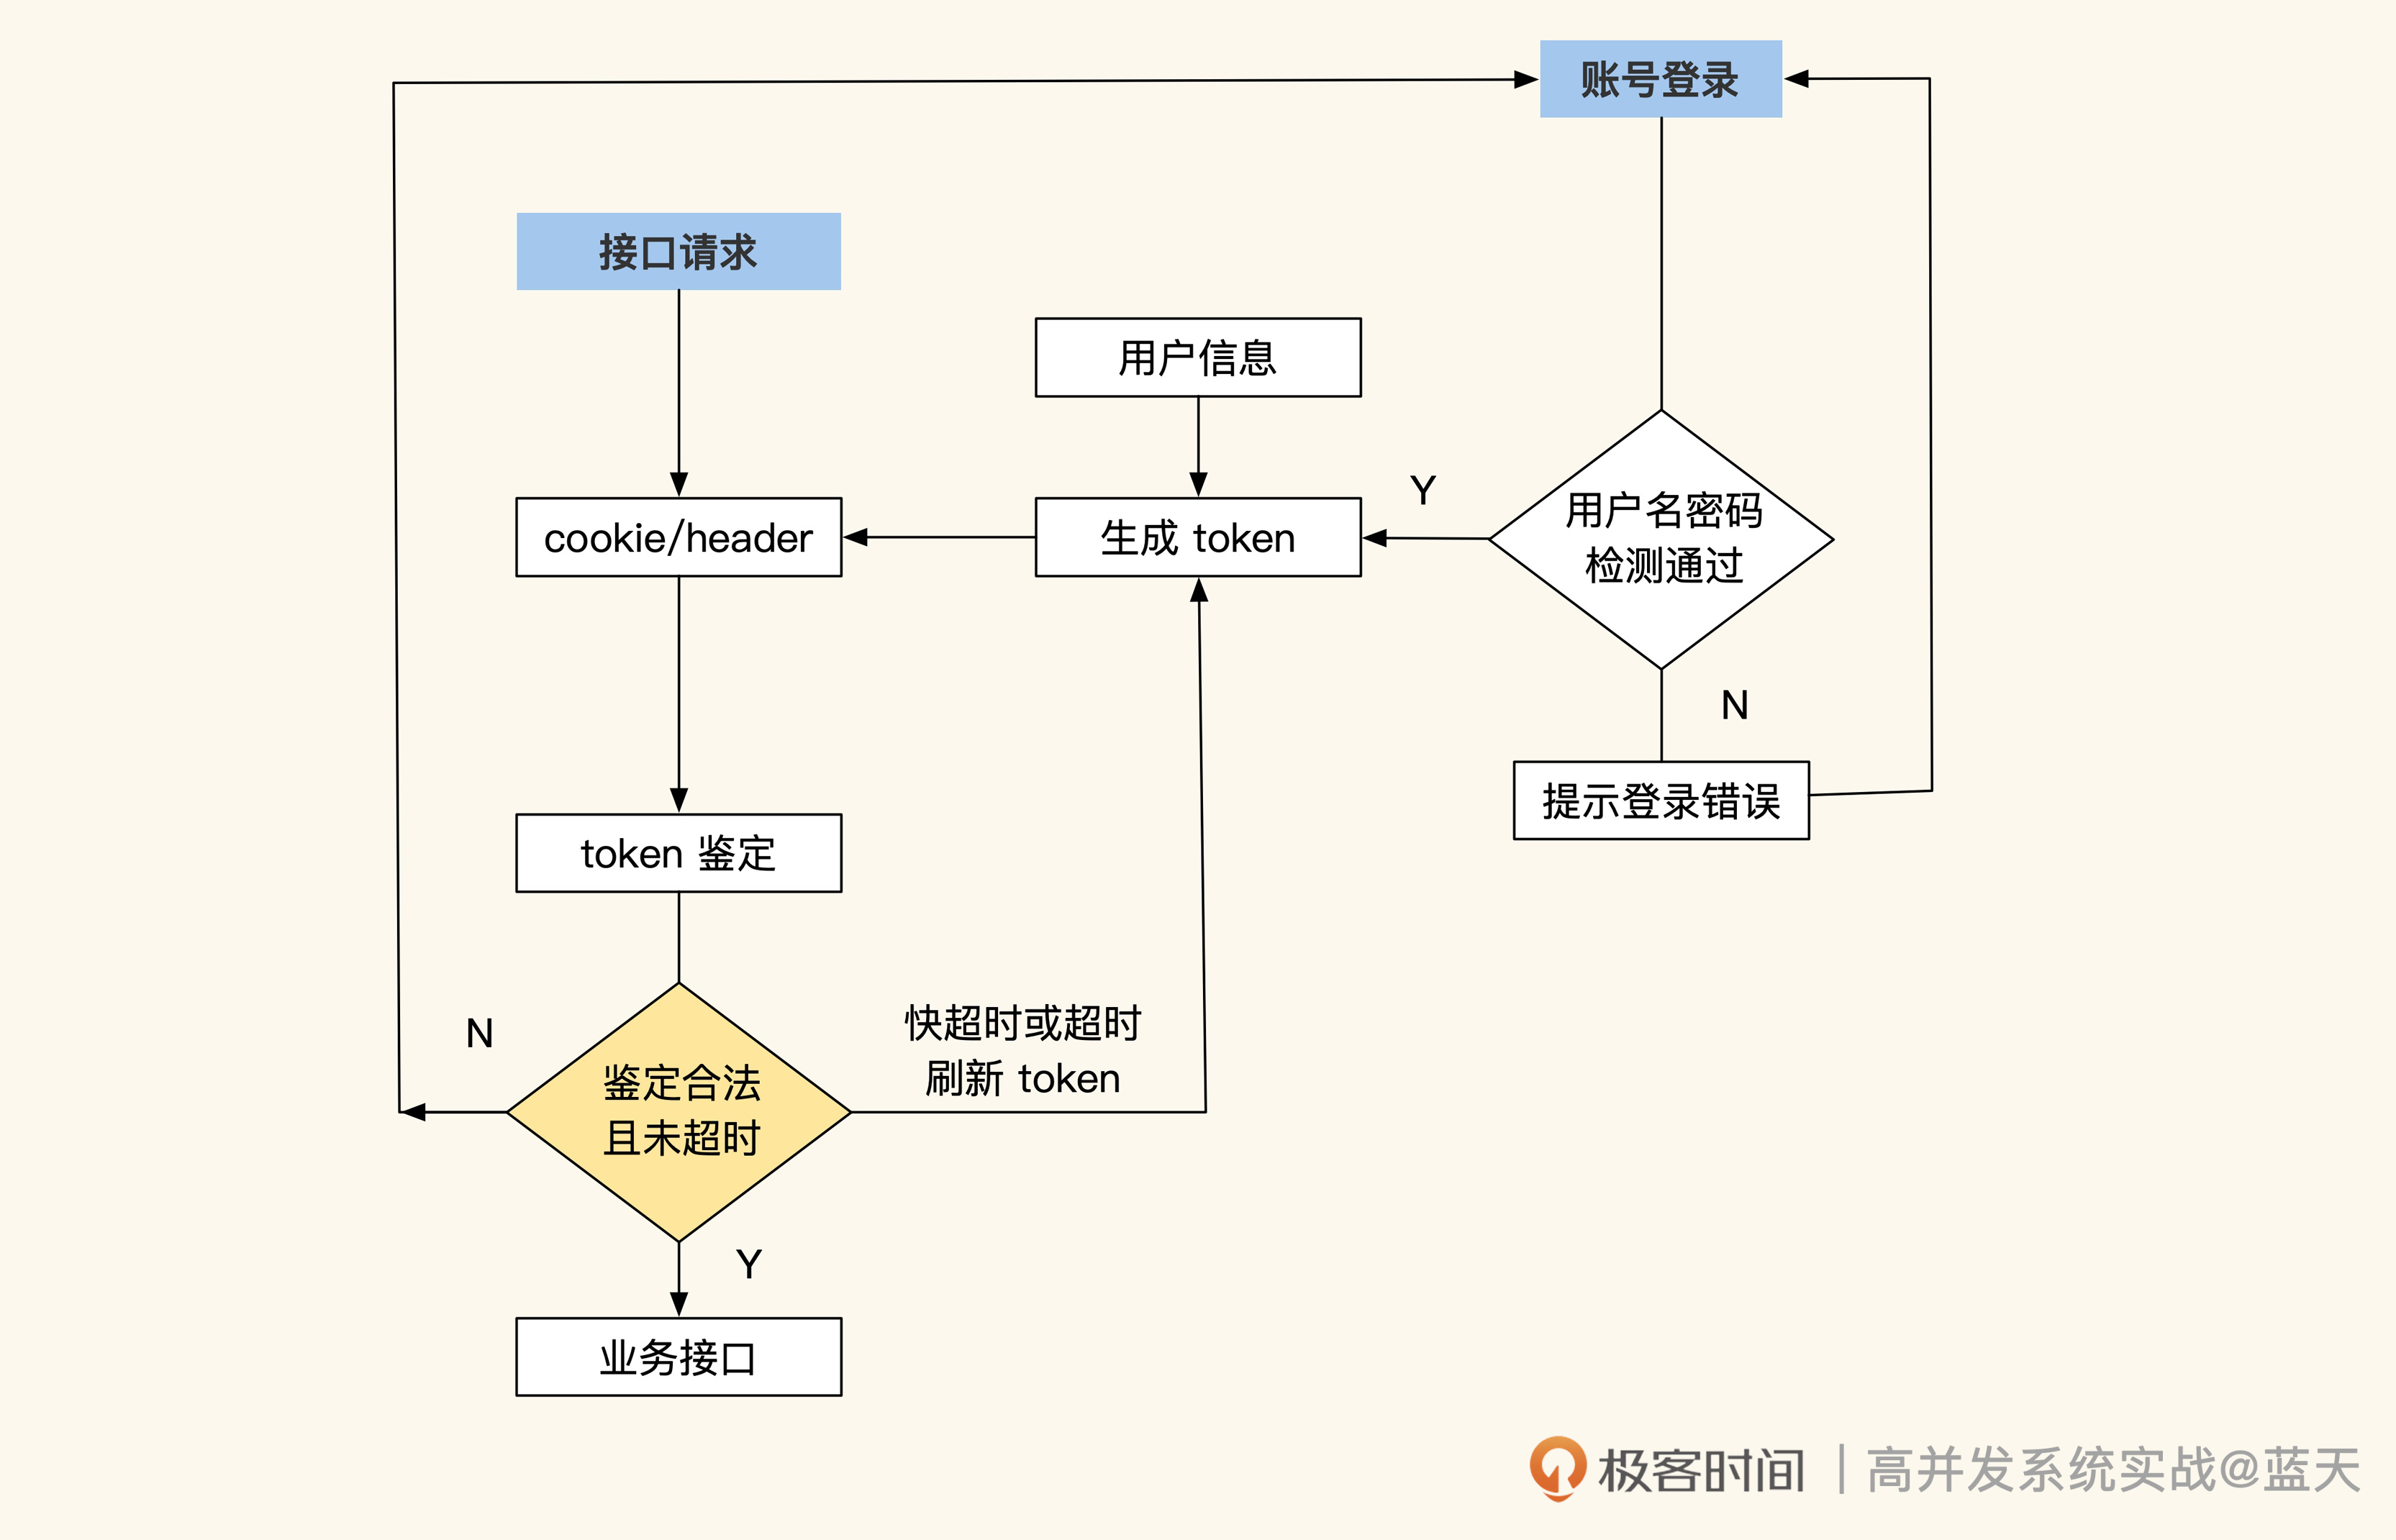 账号登录
接口请求
用户信息
Y
cookie/header
生成 token
用户名密码
检测通过
N
提示登录错误
token 鉴定
N
快超时或超时
刷新 token
鉴定合法
且未超时
Y
业务接口
极客时间
高并发系统实战@蓝天